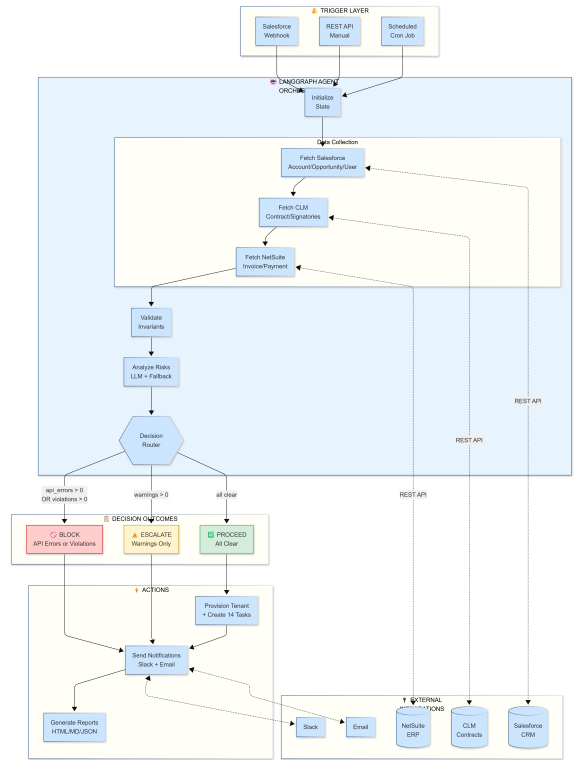 ⚠️ TRIGGER LAYER
Salesforce
Webhook
REST API
Manual
Scheduled
Cron Job
LANGGRAPH AGENT
ORCHE
Initialize
State
Data Collection
Fetch Salesforce
Account/Opportunity/User
Fetch CLM
Contract/Signatories
Fetch NetSuite
Invoice/Payment
Validate
Invariants
Analyze Risks
LLM + Fallback
Decision
Router
REST API
REST API
REST API
api_errors > 0
OR violations > 0
warnings > 0
all clear
DECISION OUTCOMES
🚫 BLOCK
API Errors or Violations
⚠️ ESCALATE
Warnings Only
✅ PROCEED
All Clear
ACTIONS
Provision Tenant
+ Create 14 Tasks
Send Notifications
Slack + Email
Generate Reports
HTML/MD/JSON
EXTERNAL
Slack
Email
NetSuite
ERP
CLM
Contracts
Salesforce
CRM